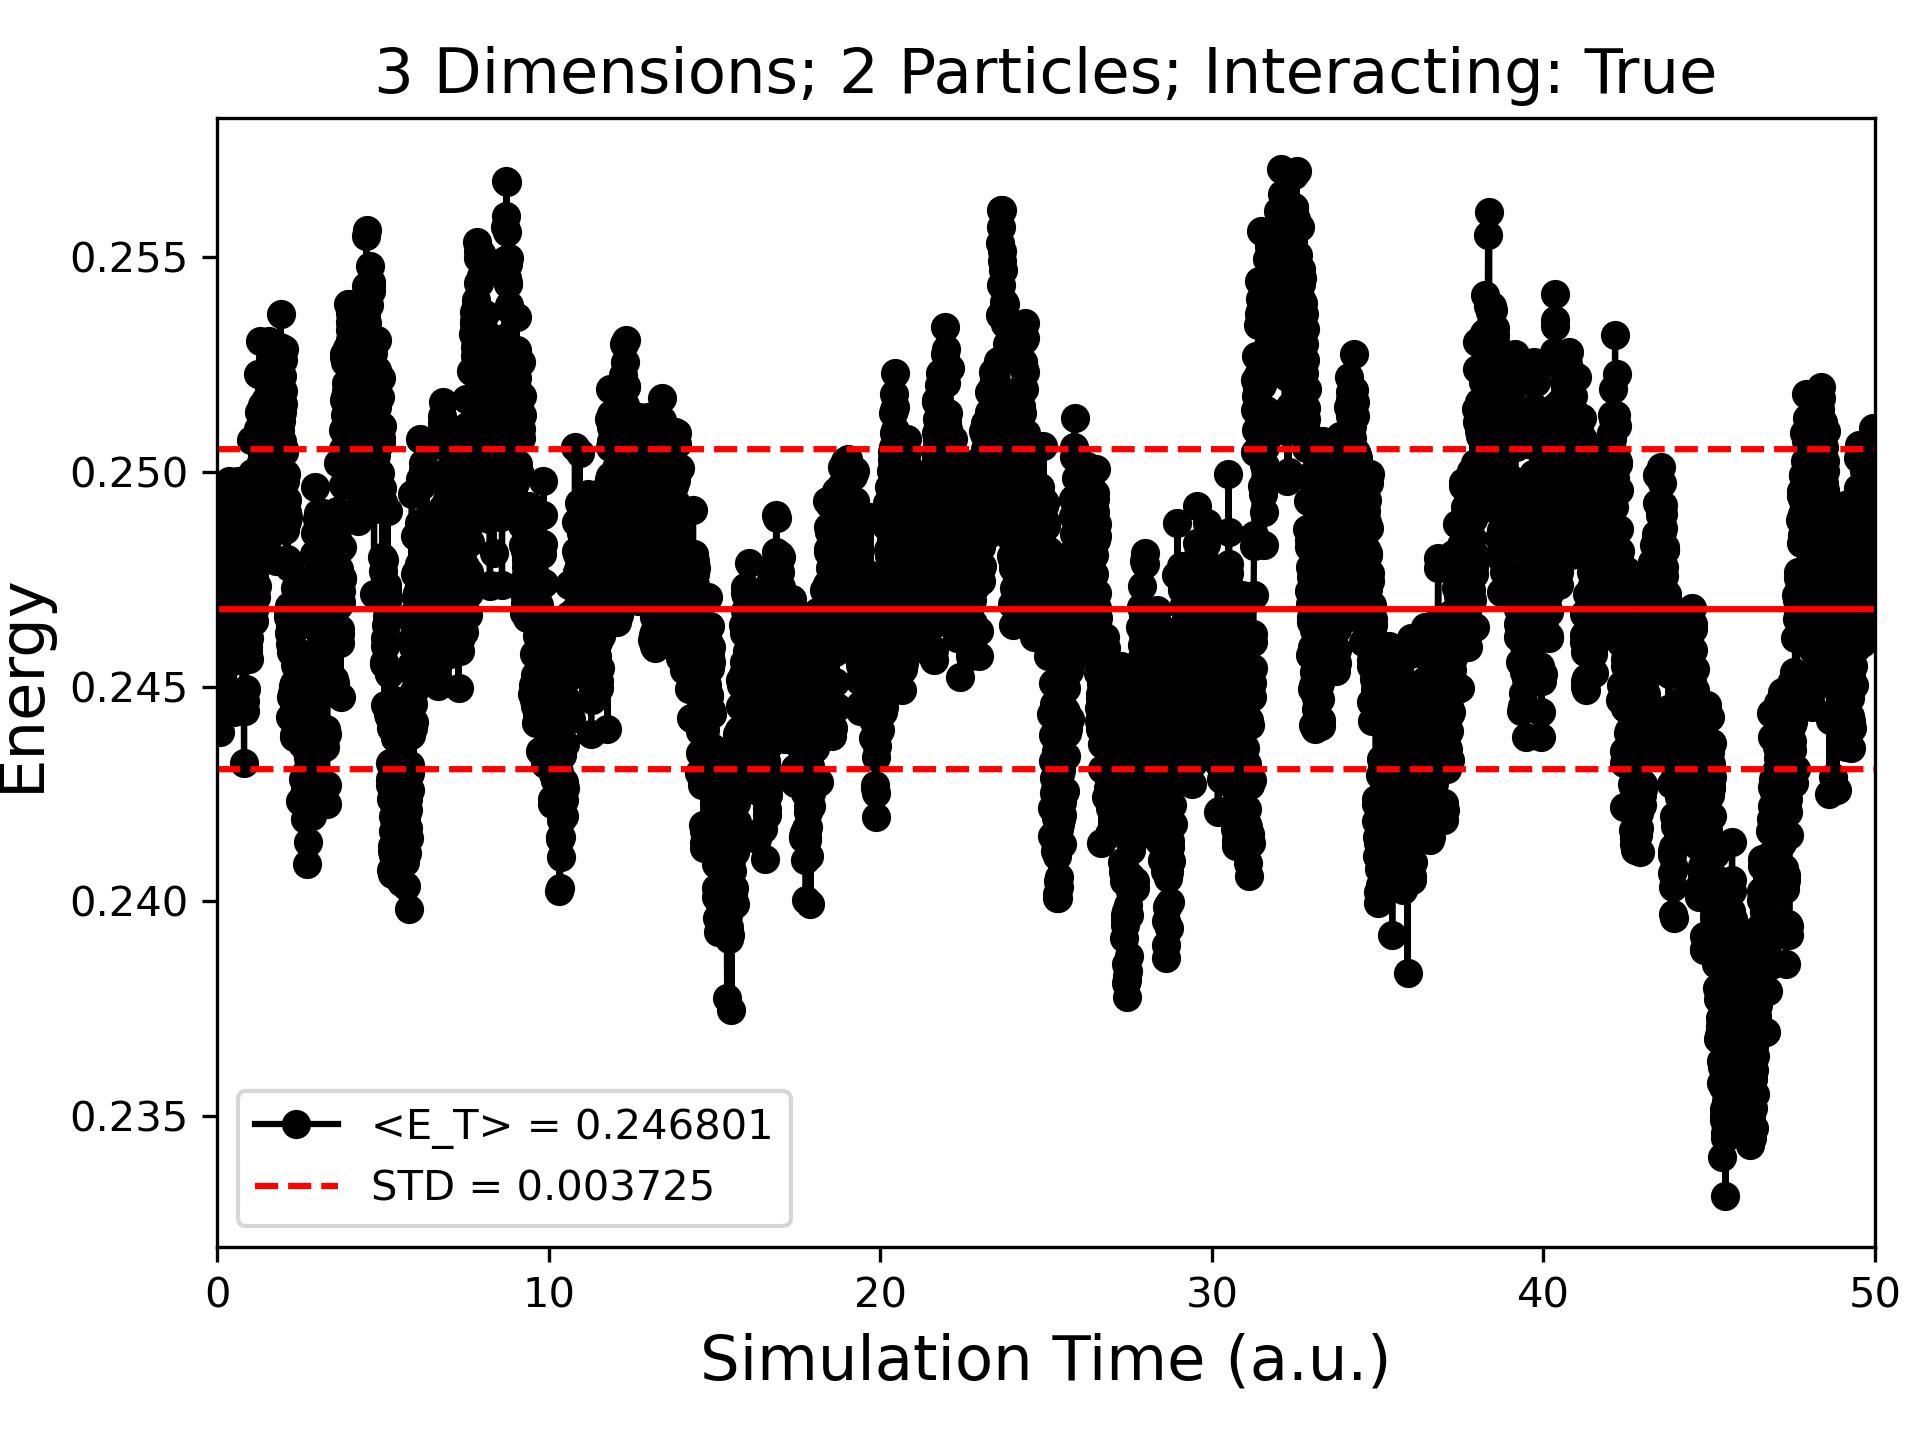 3 Dimensions; 2 Particles; Interacting: True
Energy
0.255
0.250
0.245
0.240
0.235
<E_T> = 0.246801
STD = 0.003725
0 10 20 30 40 50
Simulation Time (a.u.)